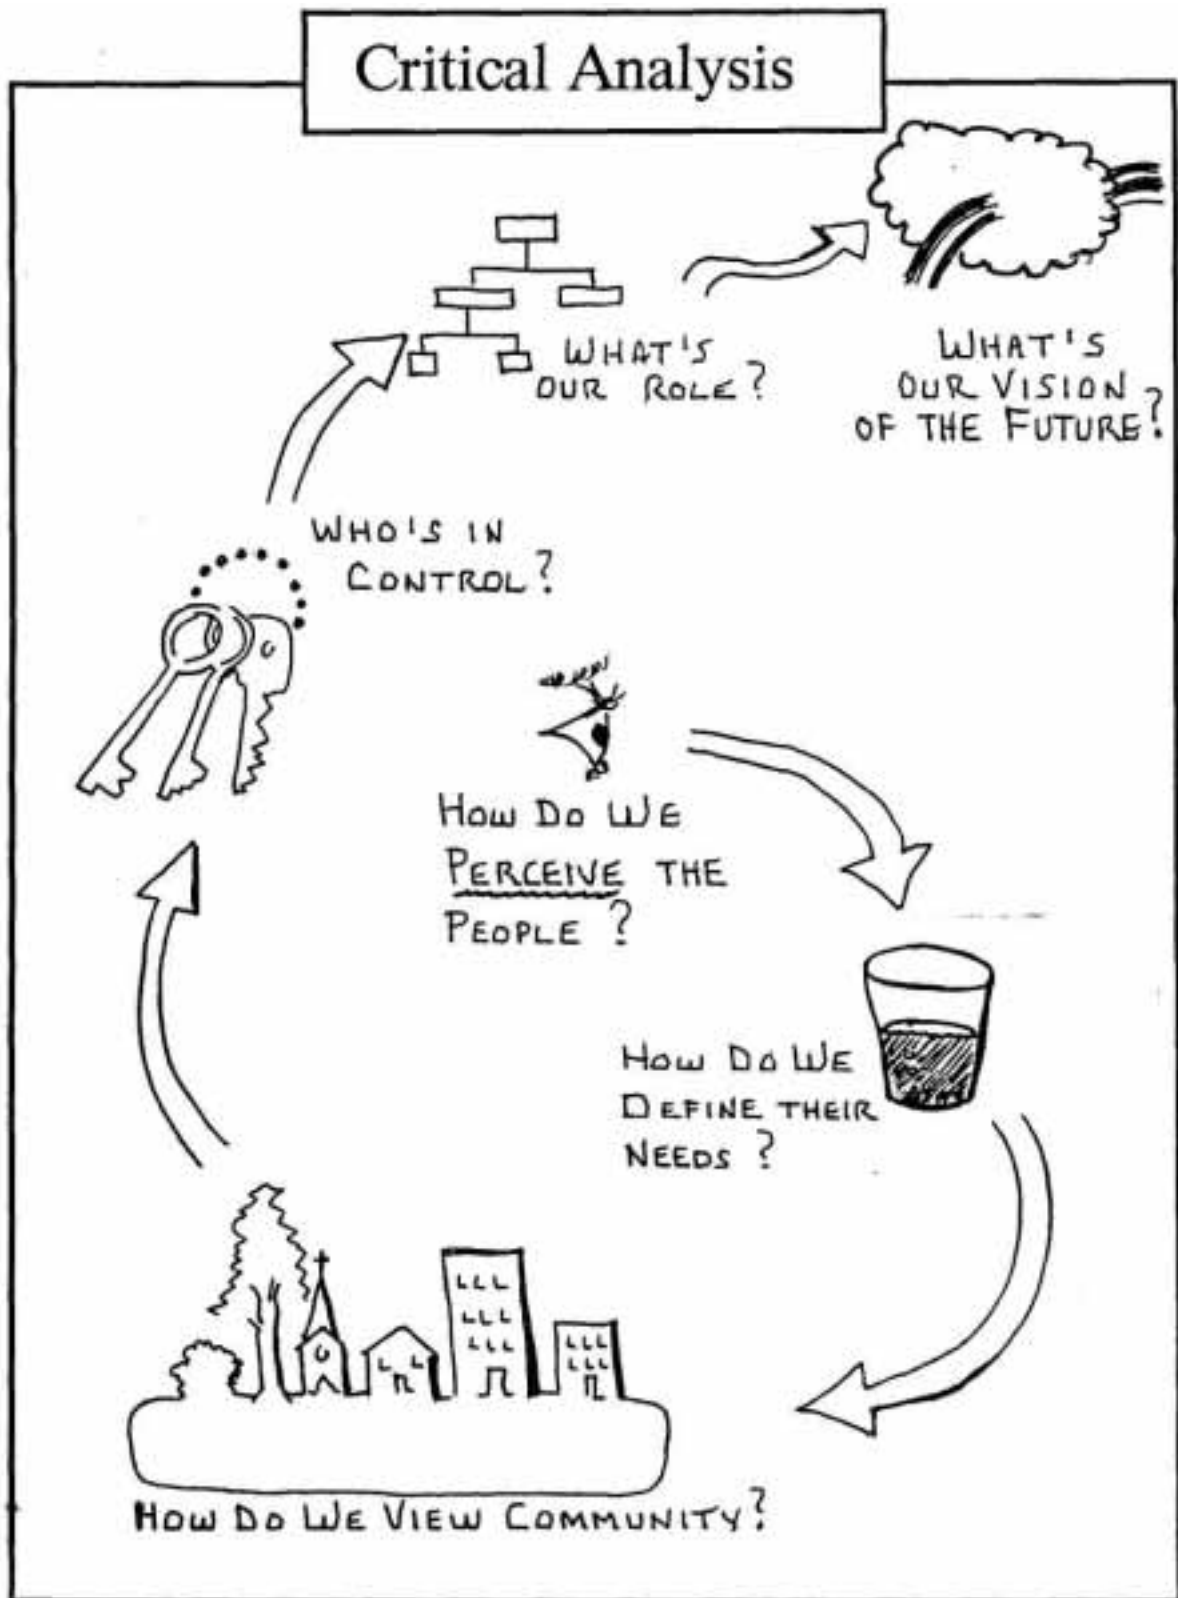 Critical Analysis
WHAT'S
OUR ROLE?
WHAT'S
OUR VISION
OF THE FUTURE?
WHO'S IN
CONTROL?
HOW DO WE
PERCEIVE THE
PEOPLE?
HOW DO WE
DEFINE THEIR
NEEDS?
HOW DO WE VIEW COMMUNITY?